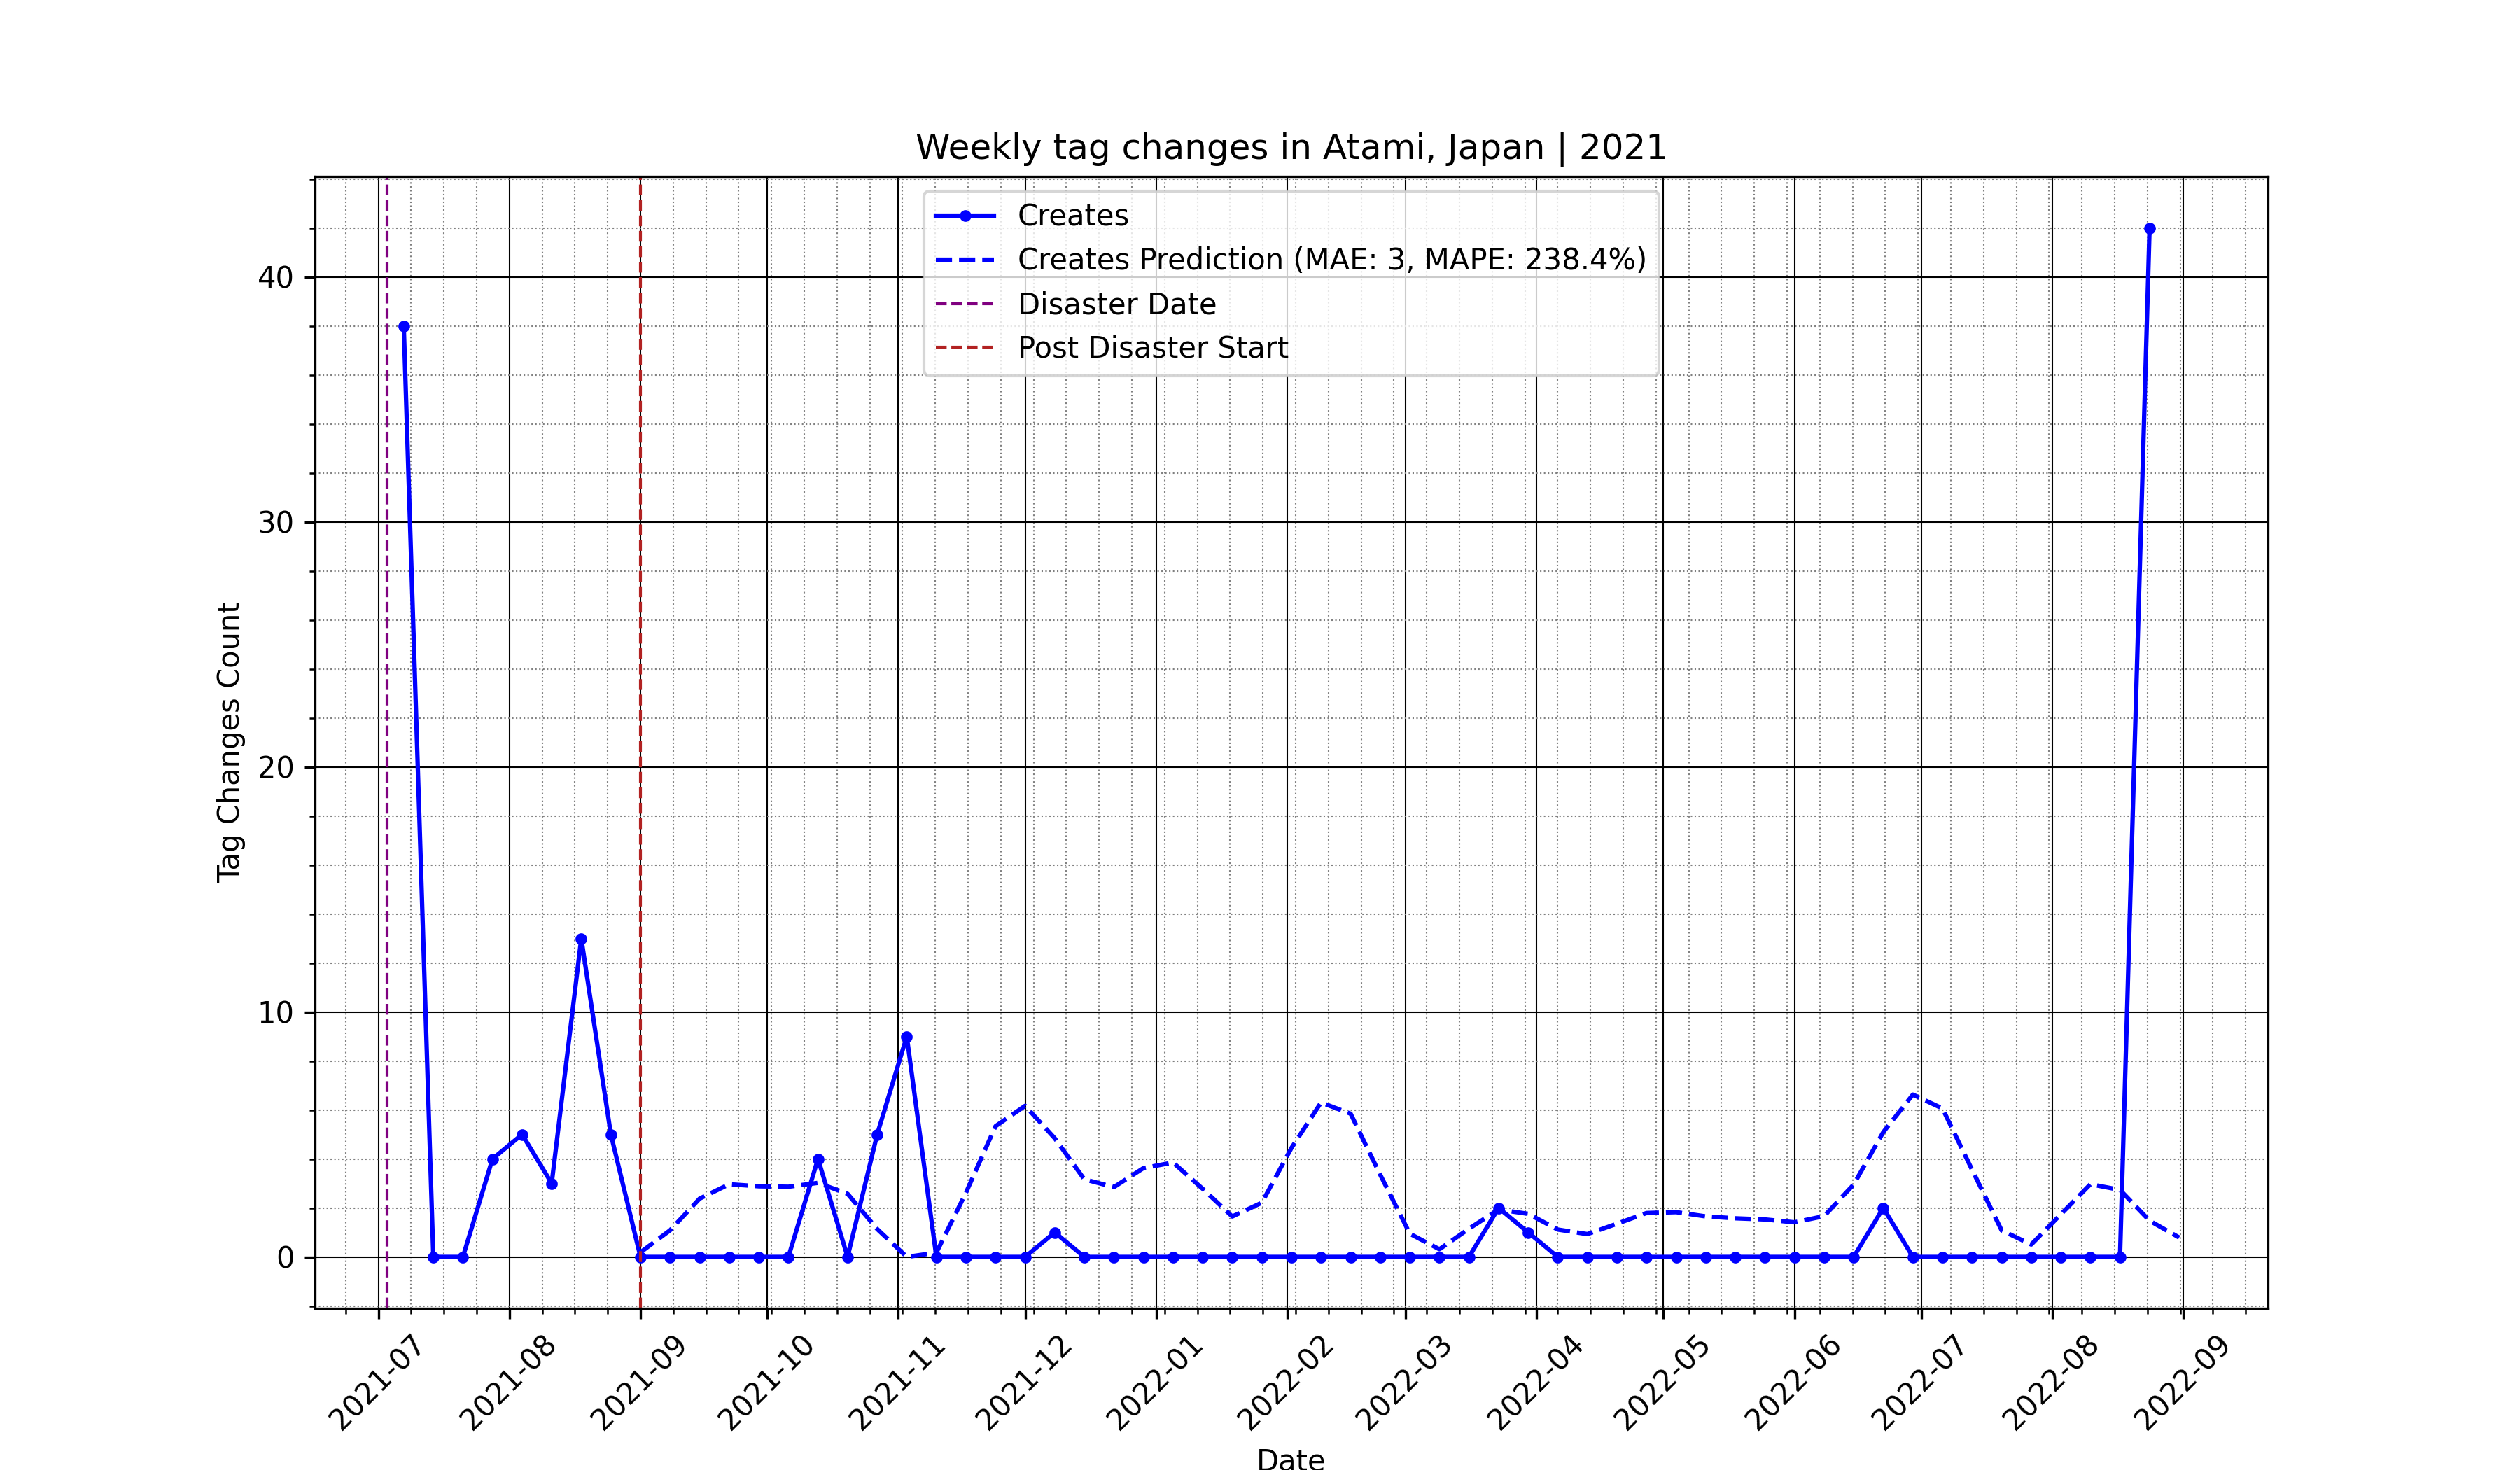 Weekly tag changes in Atami, Japan | 2021
Creates
Creates Prediction (MAE: 3, MAPE: 238.4%)
Disaster Date
Post Disaster Start
Tag Changes Count
40
30
20
10
0
2021-07
2021-08
2021-09
2021-10
2021-11
2021-12
2022-01
2022-02
2022-03
2022-04
2022-05
2022-06
2022-07
2022-08
2022-09
Date